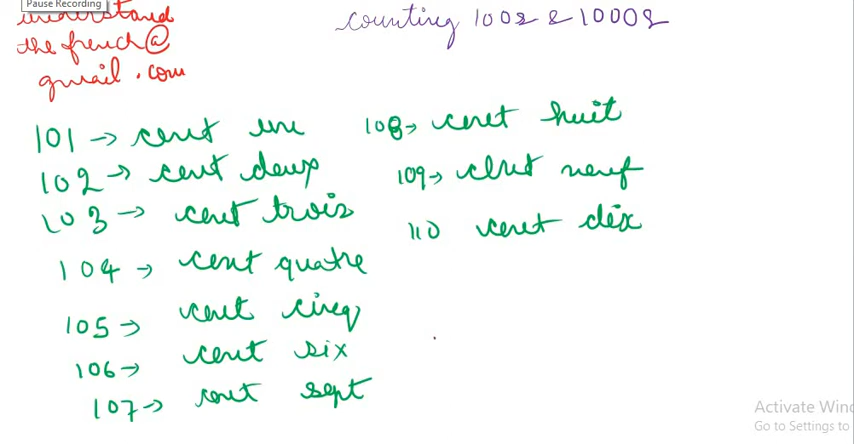 Pause Recording
understand
the french@
gmail.com
counting 100s & 1000s
101 → cent un
102 → cent deux
103 → cent trois
104 → cent quatre
105 → cent cinq
106 → cent six
107 → cent sept
108 → cent huit
109 → cent neuf
110 cent dix
Activate Wind
Go to Settings to